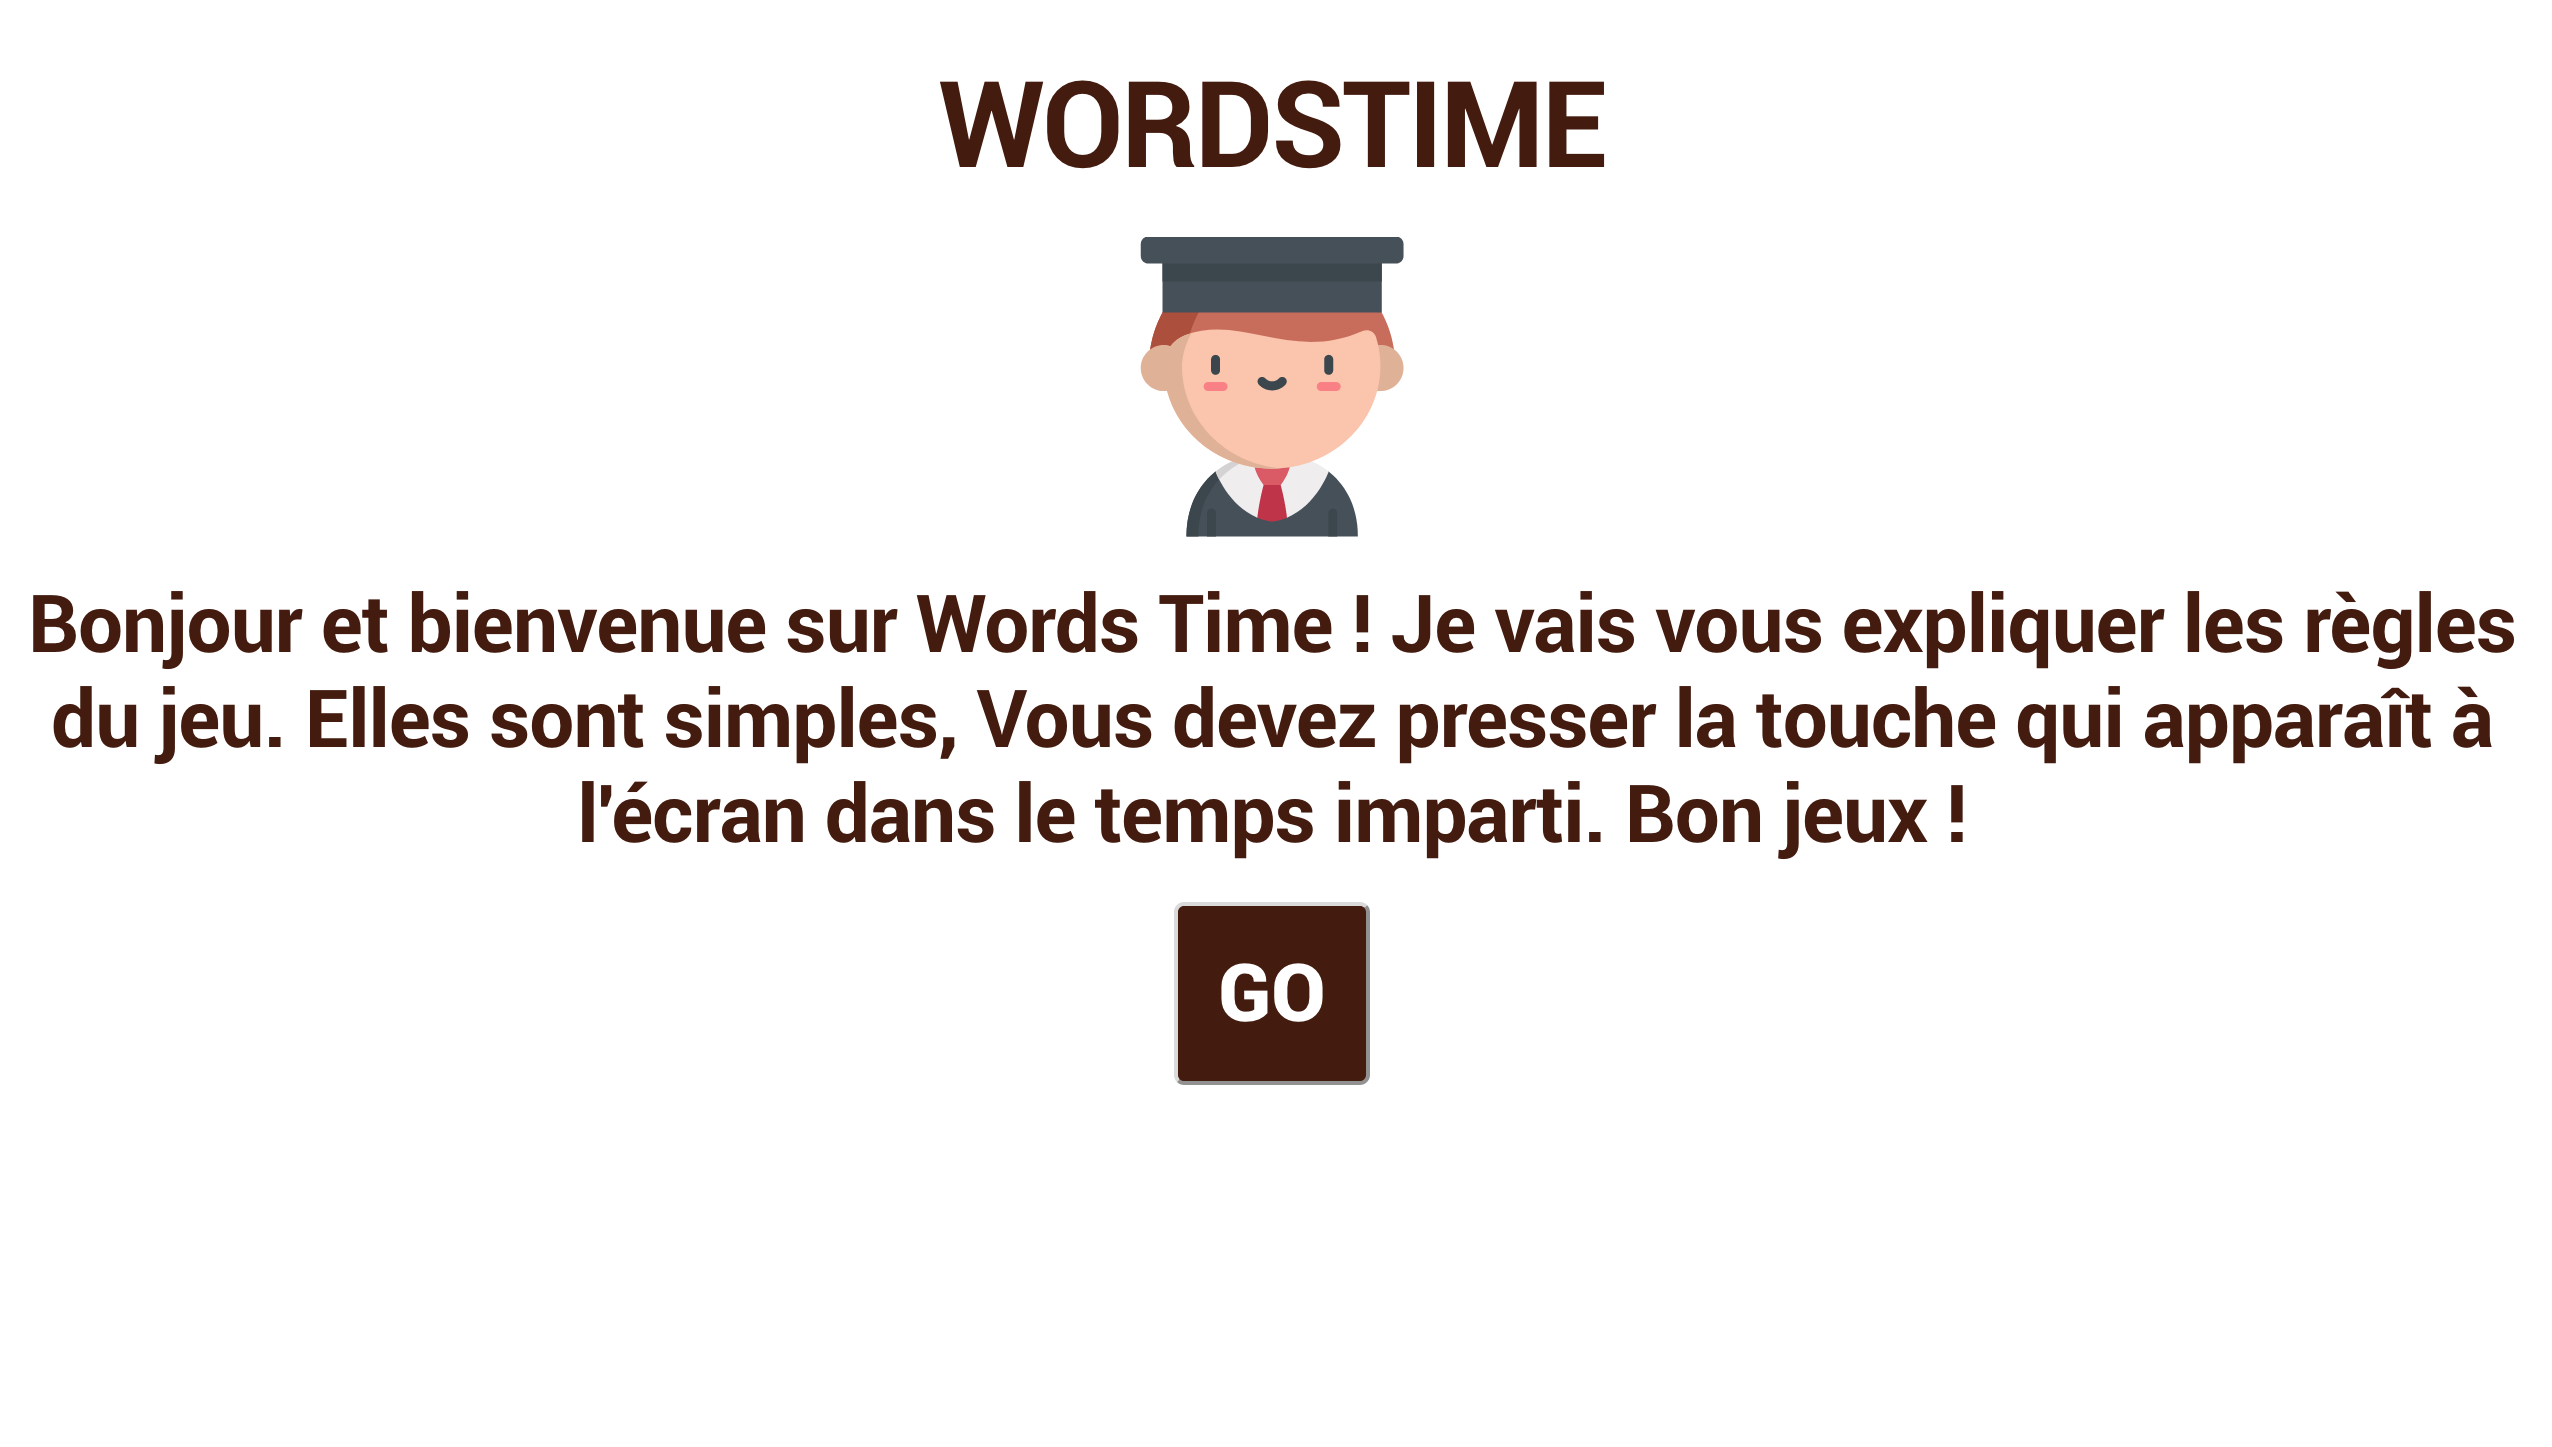 WORDSTIME
Bonjour et bienvenue sur Words Time ! Je vais vous expliquer les règles
du jeu. Elles sont simples, Vous devez presser la touche qui apparaît à
l'écran dans le temps imparti. Bon jeux !
GO